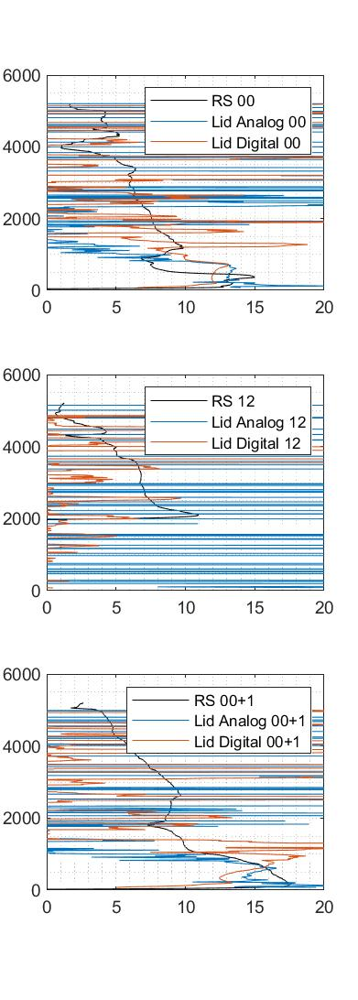 6000
4000
2000
0
0 5 10 15 20
RS 00
Lid Analog 00
Lid Digital 00
6000
4000
2000
0
0 5 10 15 20
RS 12
Lid Analog 12
Lid Digital 12
6000
4000
2000
0
0 5 10 15 20
RS 00+1
Lid Analog 00+1
Lid Digital 00+1